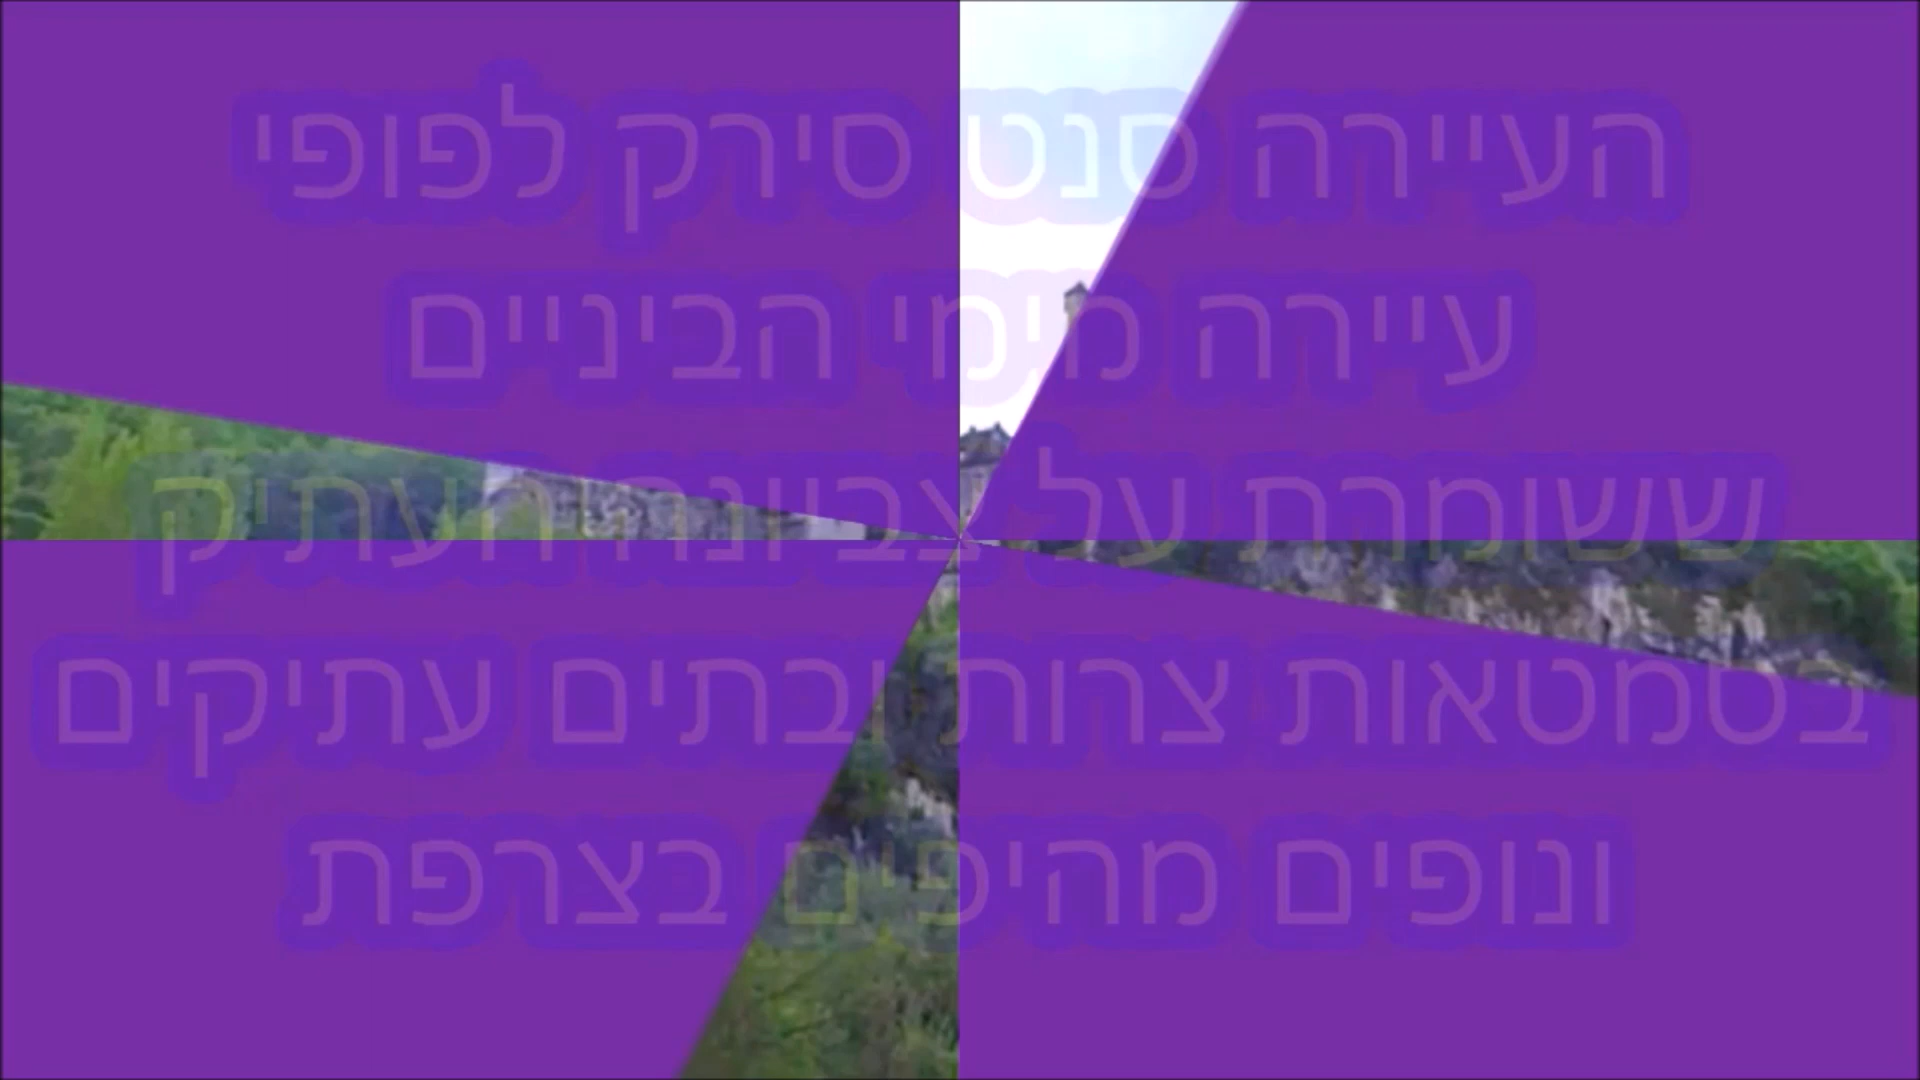 העיירה סנט סירק לפופי
עיירה מימי הביניים
ששומרת על צביונה העתיק
בסמטאות צרות ובתים עתיקים
ונופים מהיפים בצרפת